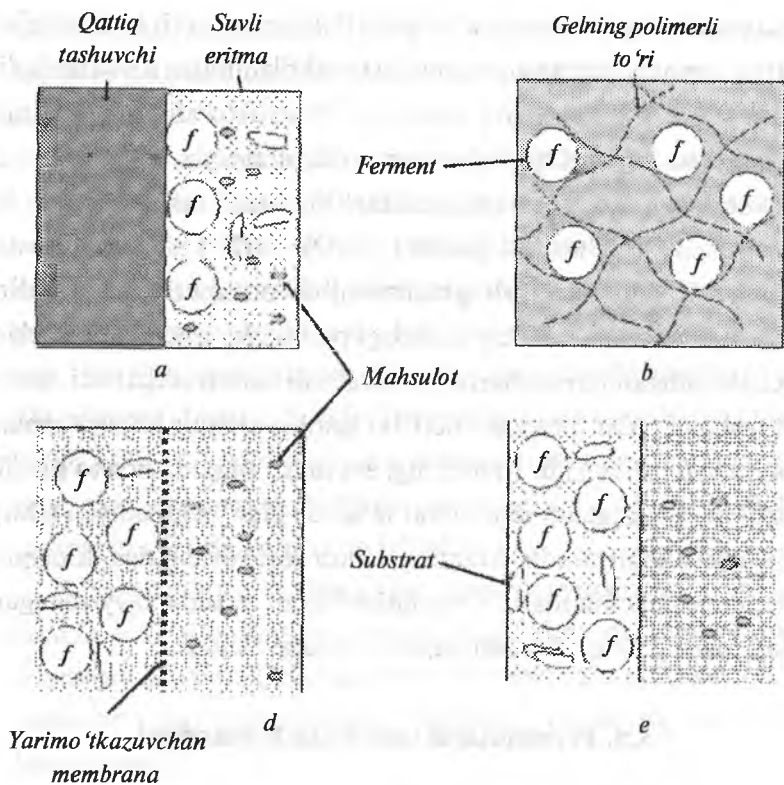 Qattiq
tashuvchi
Suvli
eritma
Gelning polimerli
to‘ri
f
f
f
Ferment
f
f
f
f
f
a
b
Mahsulot
f
f
f
f
f
f
f
f
f
Substrat
d
e
Yarimo‘tkazuvchan
membrana